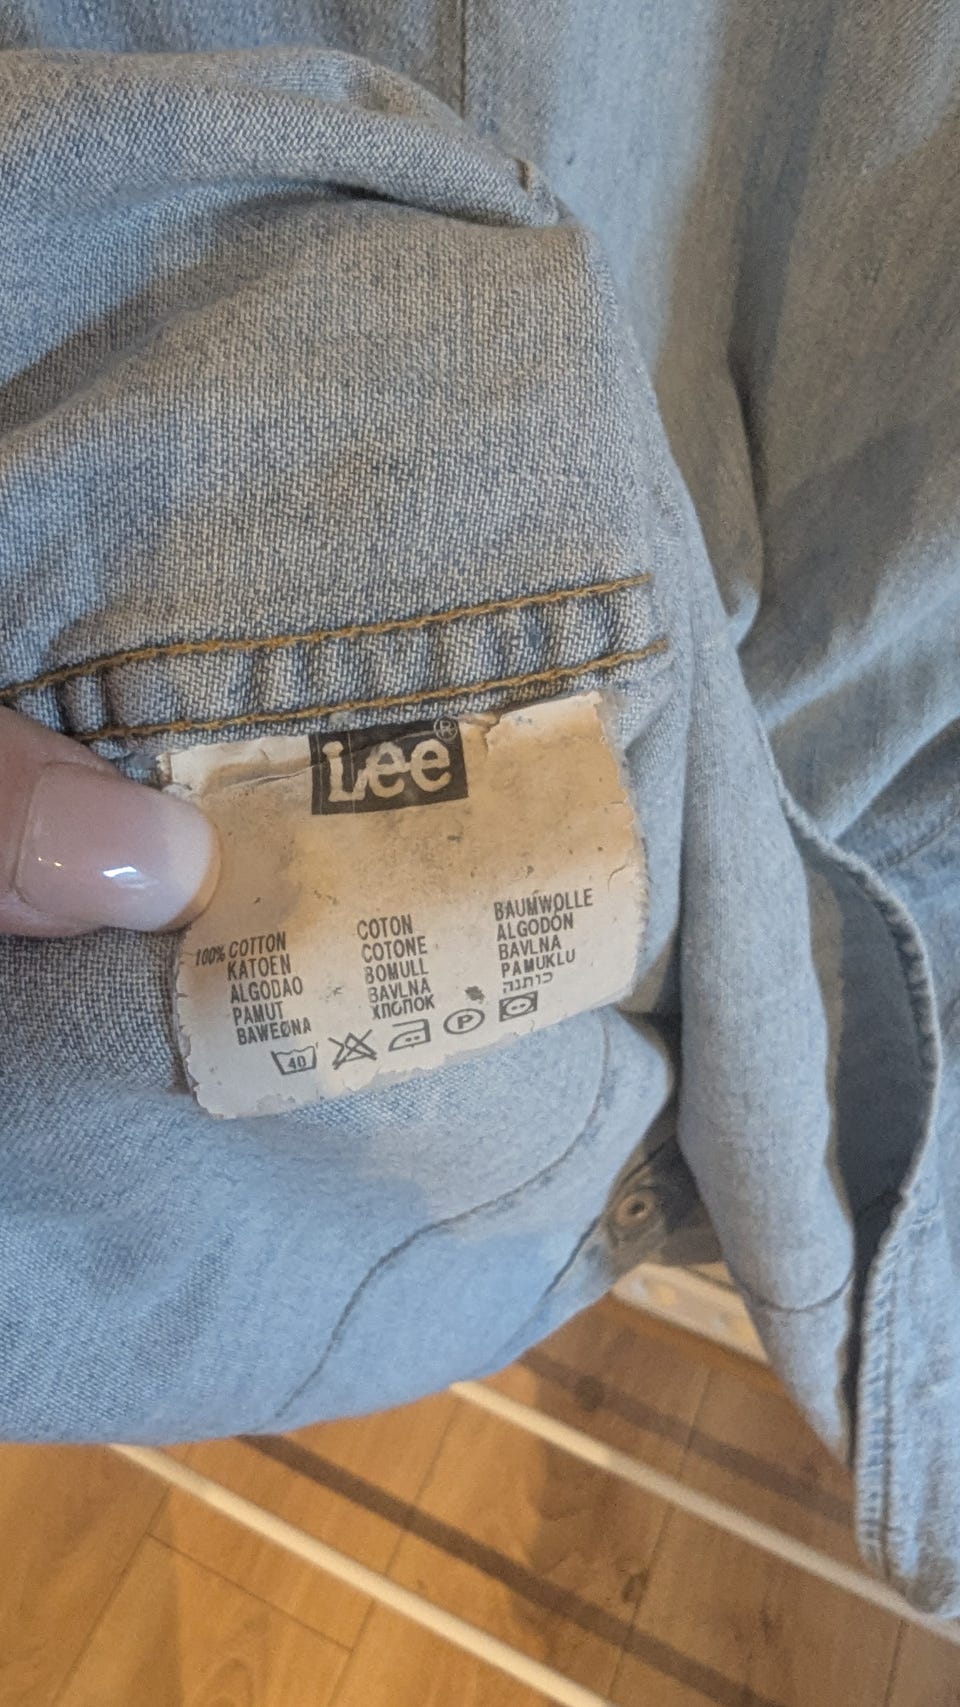 Lee®
100% COTTON
KATOEN
ALGODAO
PAMUT
BAWEŁNA
COTON
COTONE
BOMULL
BAVLNA
ХЛОПОК
BAUMWOLLE
ALGODÓN
BAVLNA
PAMUKLU
כותנה
40
P